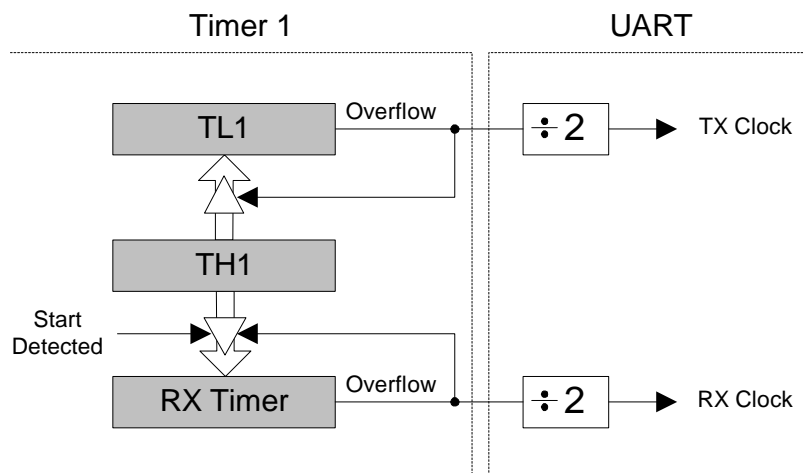 Timer 1
UART
TL1
Overflow
÷ 2
TX Clock
TH1
Start
Detected
RX Timer
Overflow
÷ 2
RX Clock